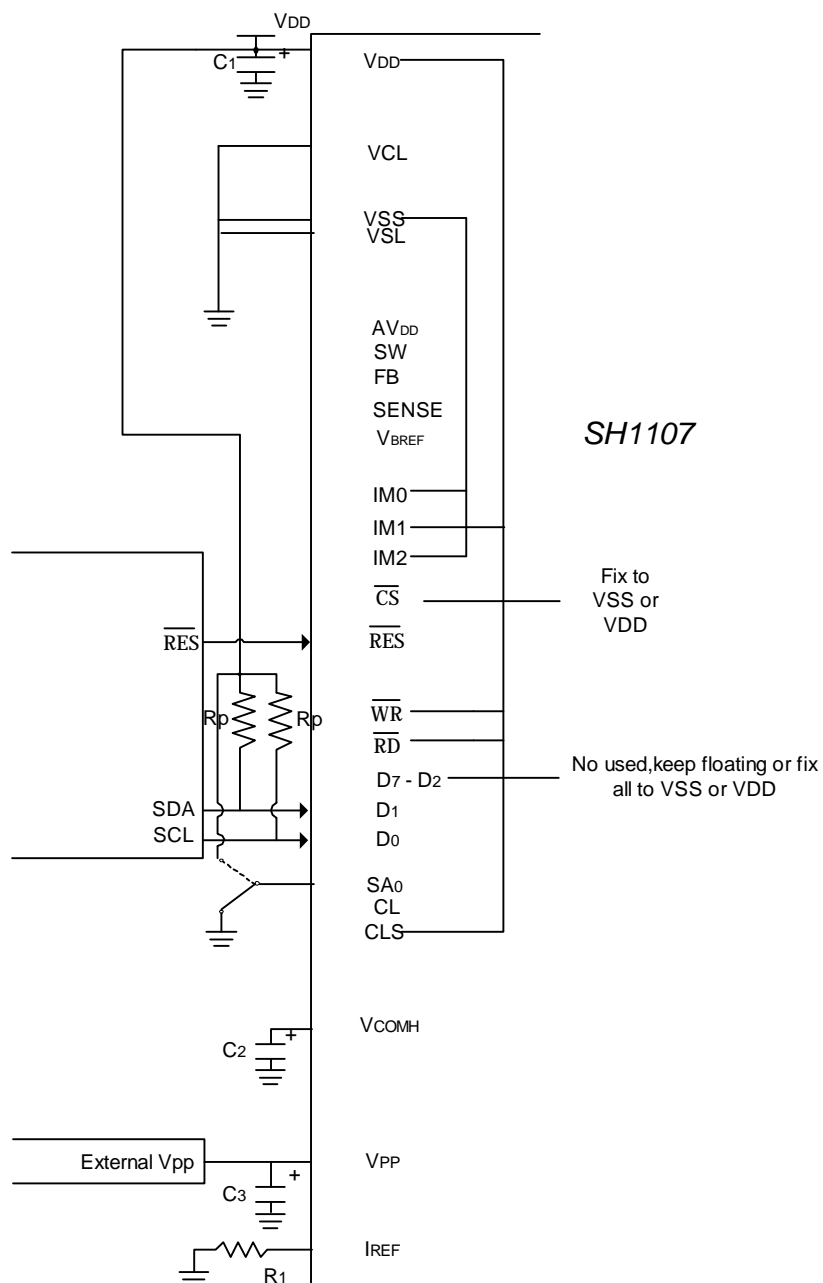 VDD
C1 +
VDD
VCL
VSS
VSL
AVDD
SW
FB
SENSE
VBREF
SH1107
IM0
IM1
IM2
CS
Fix to
VSS or
VDD
RES
RES
Rp
Rp
WR
RD
D7 - D2
No used,keep floating or fix
all to VSS or VDD
SDA
D1
SCL
D0
SA0
CL
CLS
VCOMH
+
C2
External Vpp
VPP
+
C3
IREF
R1